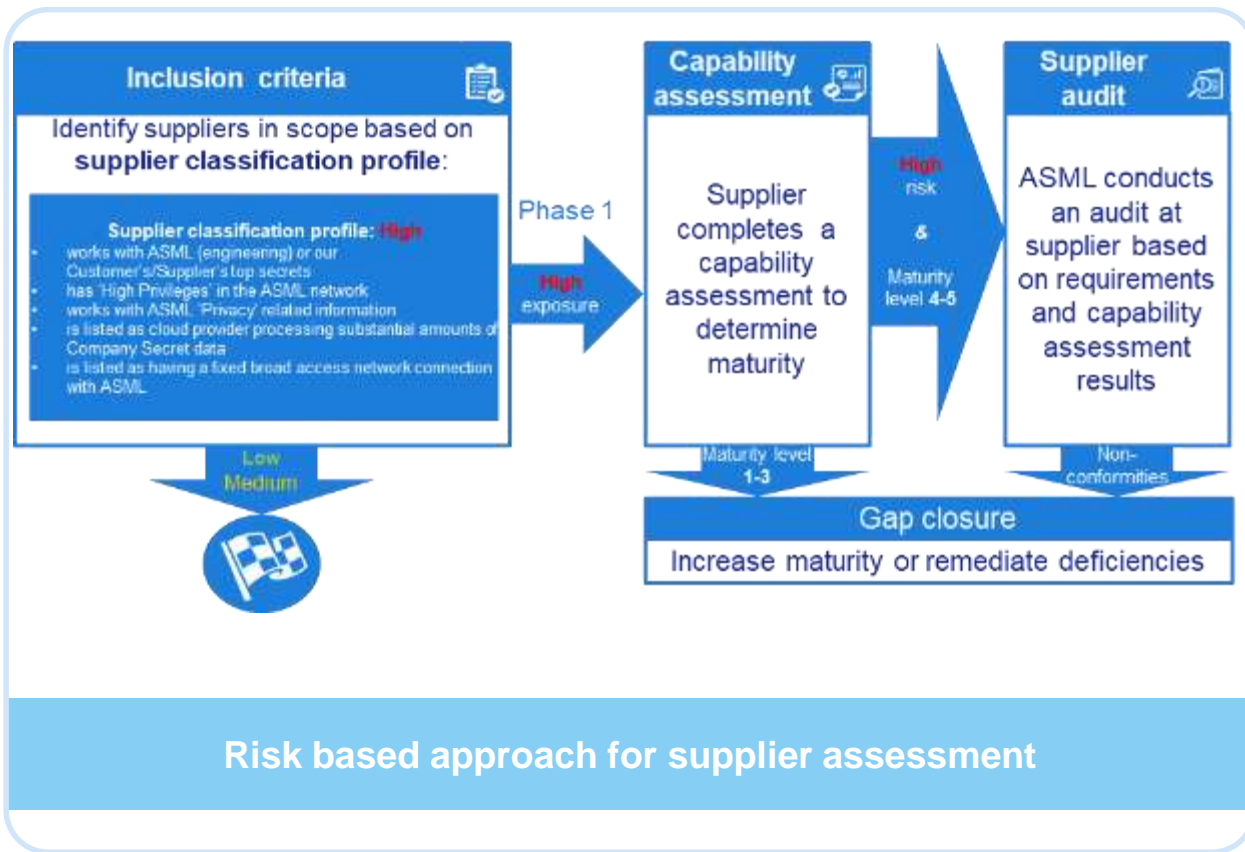 Inclusion criteria
Identify suppliers in scope based on
supplier classification profile:
Supplier classification profile: High
• works with ASML (engineering) or our
Customer's/Supplier's top secrets
• has 'High Privileges' in the ASML network
• works with ASML 'Privacy' related information
• is listed as cloud provider processing substantial amounts of
Company Secret data
• is listed as having a fixed broad access network connection
with ASML
Low
Medium
Phase 1
High
exposure
Capability
assessment
Supplier
completes a
capability
assessment to
determine
maturity
High
risk
&
Maturity
level 4-5
Supplier
audit
ASML conducts
an audit at
supplier based
on requirements
and capability
assessment
results
Maturity level
1-3
Non-
conformities
Gap closure
Increase maturity or remediate deficiencies
Risk based approach for supplier assessment